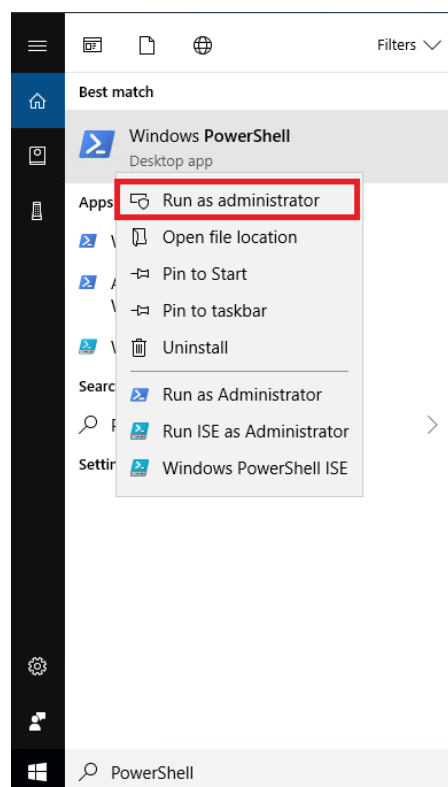 Filters
Best match
Windows PowerShell
Desktop app
Apps
Run as administrator
Open file location
Pin to Start
Pin to taskbar
Uninstall
Run as Administrator
Run ISE as Administrator
Windows PowerShell ISE
PowerShell